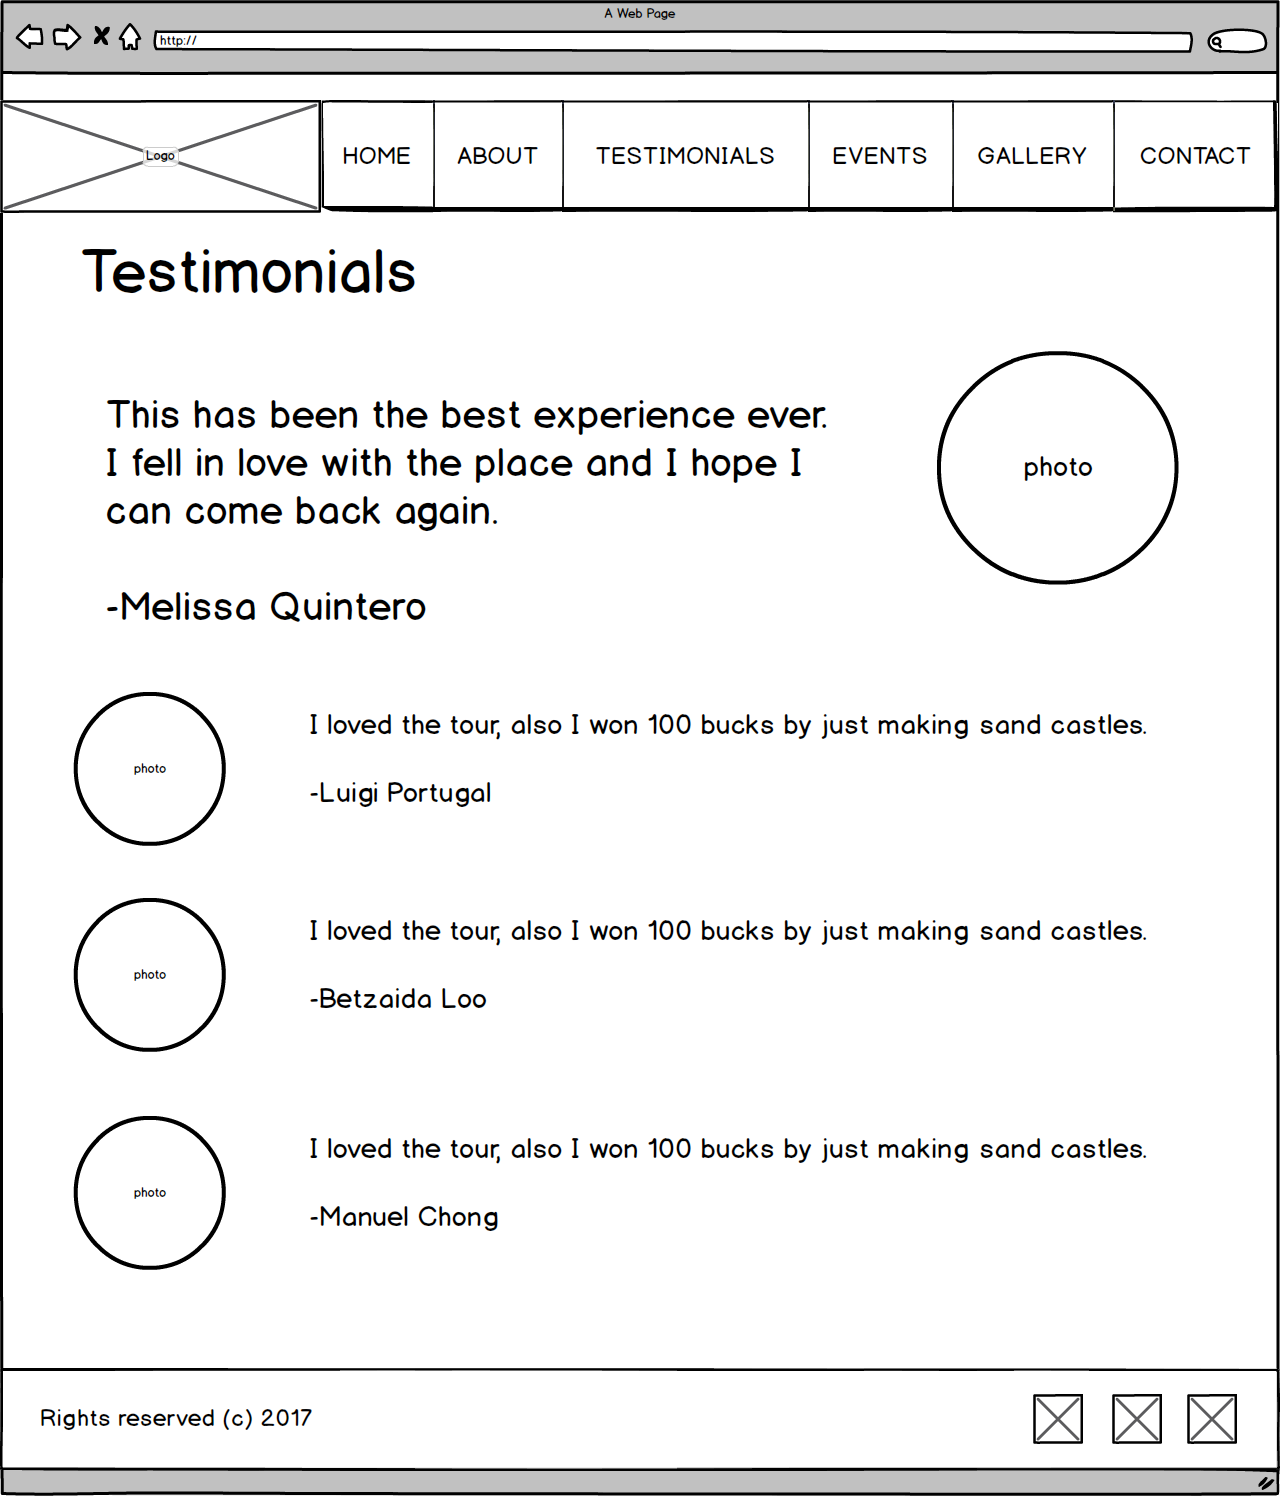 A Web Page
http://
Logo
HOME
ABOUT
TESTIMONIALS
EVENTS
GALLERY
CONTACT
Testimonials
This has been the best experience ever.
I fell in love with the place and I hope I
can come back again.
-Melissa Quintero
photo
photo
I loved the tour, also I won 100 bucks by just making sand castles.
-Luigi Portugal
photo
I loved the tour, also I won 100 bucks by just making sand castles.
-Betzaida Loo
photo
I loved the tour, also I won 100 bucks by just making sand castles.
-Manuel Chong
Rights reserved (c) 2017